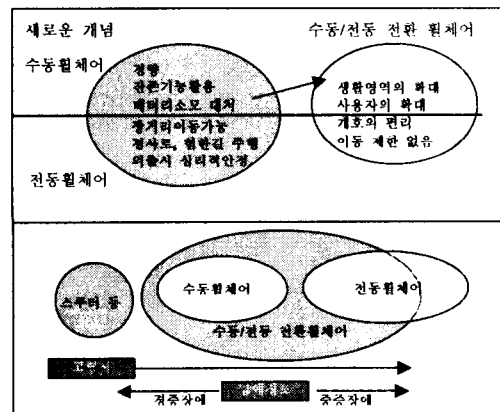 새로운 개념
수동/전동 전환 휠체어
수동휠체어
경량
잔존기능활용
배터리소모 대처
장거리이동가능
경사로, 험한길 주행
외출시 심리적안정
생활영역의 확대
사용자의 확대
개호의 편리
이동 제한 없음
전동휠체어
스쿠터 등
수동휠체어
전동휠체어
수동/전동 전환휠체어
고령자
경증장애
중증장애